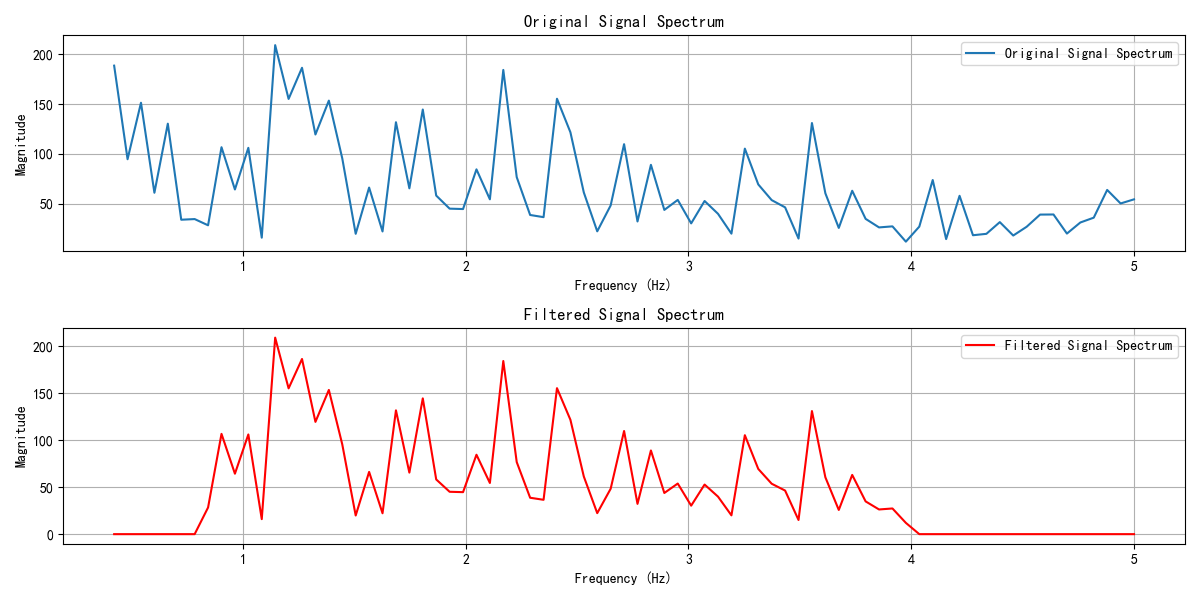 Original Signal Spectrum
Original Signal Spectrum
200
150
100
50
Magnitude
1 2 3 4 5
Frequency (Hz)
Filtered Signal Spectrum
Filtered Signal Spectrum
200
150
100
50
0
Magnitude
1 2 3 4 5
Frequency (Hz)